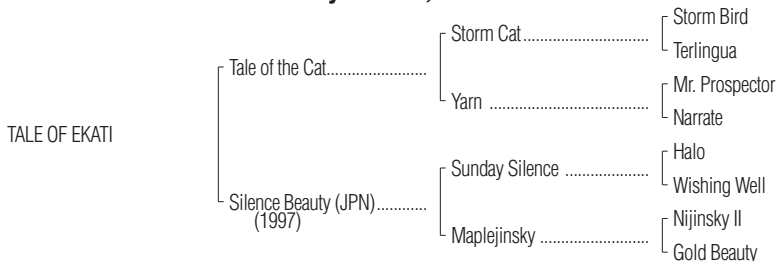 Storm Bird
Storm Cat..................................
Terlingua
Tale of the Cat.........................
Mr. Prospector
Yarn ...........................................
Narrate
TALE OF EKATI
Halo
Sunday Silence ......................
Wishing Well
Silence Beauty (JPN)............
(1997)
Nijinsky II
Maplejinsky .............................
Gold Beauty